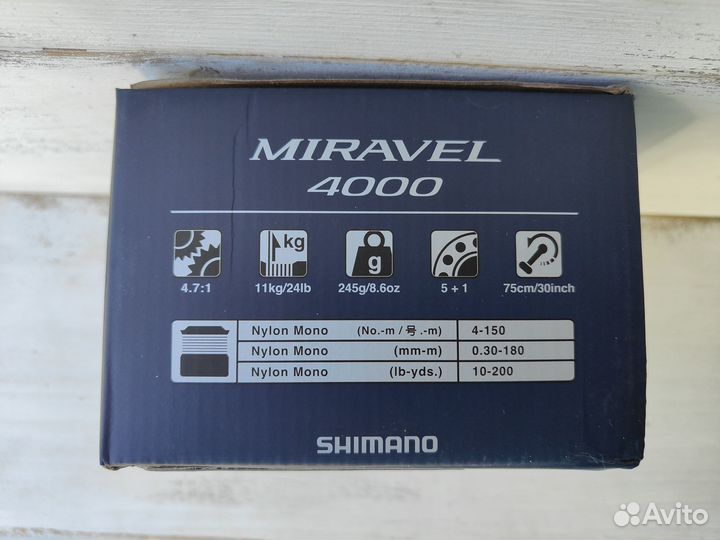 MIRAVEL
4000
kg
g
4.7:1 11kg/24lb 245g/8.6oz 5 + 1 75cm/30inch
Nylon Mono (No.-m / 号.-m) 4-150
Nylon Mono (mm-m) 0.30-180
Nylon Mono (lb-yds.) 10-200
SHIMANO
Avito